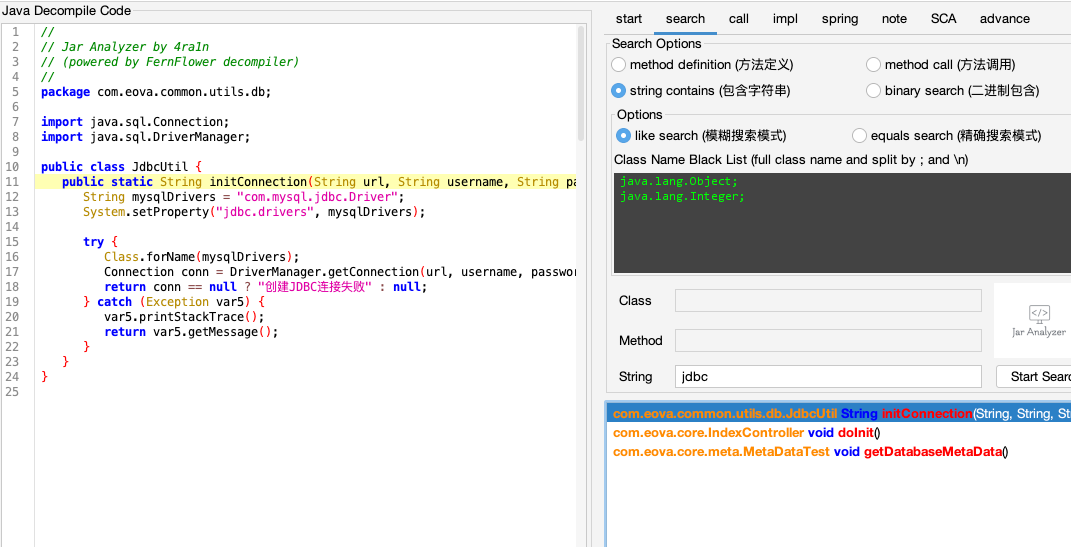 Java Decompile Code
1 //
2 // Jar Analyzer by 4ra1n
3 // (powered by FernFlower decompiler)
4 //
5 package com.eova.common.utils.db;
6
7 import java.sql.Connection;
8 import java.sql.DriverManager;
9
10 public class JdbcUtil {
11 public static String initConnection(String url, String username, String pa
12 String mysqlDrivers = "com.mysql.jdbc.Driver";
13 System.setProperty("jdbc.drivers", mysqlDrivers);
14
15 try {
16 Class.forName(mysqlDrivers);
17 Connection conn = DriverManager.getConnection(url, username, passwor
18 return conn == null ? "创建JDBC连接失败" : null;
19 } catch (Exception var5) {
20 var5.printStackTrace();
21 return var5.getMessage();
22 }
23 }
24 }
25
start search call impl spring note SCA advance
Search Options
method definition (方法定义) method call (方法调用)
string contains (包含字符串) binary search (二进制包含)
Options
like search (模糊搜索模式) equals search (精确搜索模式)
Class Name Black List (full class name and split by ; and \n)
java.lang.Object;
java.lang.Integer;
Class
Method
</>
Jar Analyzer
String jdbc Start Sear
com.eova.common.utils.db.JdbcUtil String initConnection(String, String, St
com.eova.core.IndexController void doInit()
com.eova.core.meta.MetaDataTest void getDatabaseMetaData()